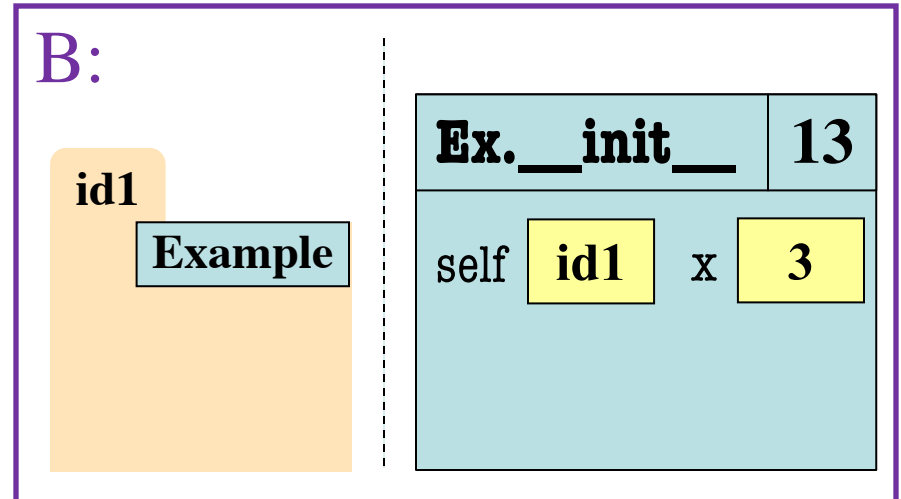 B:
id1
Example
Ex.__init__ 13
self id1 x 3